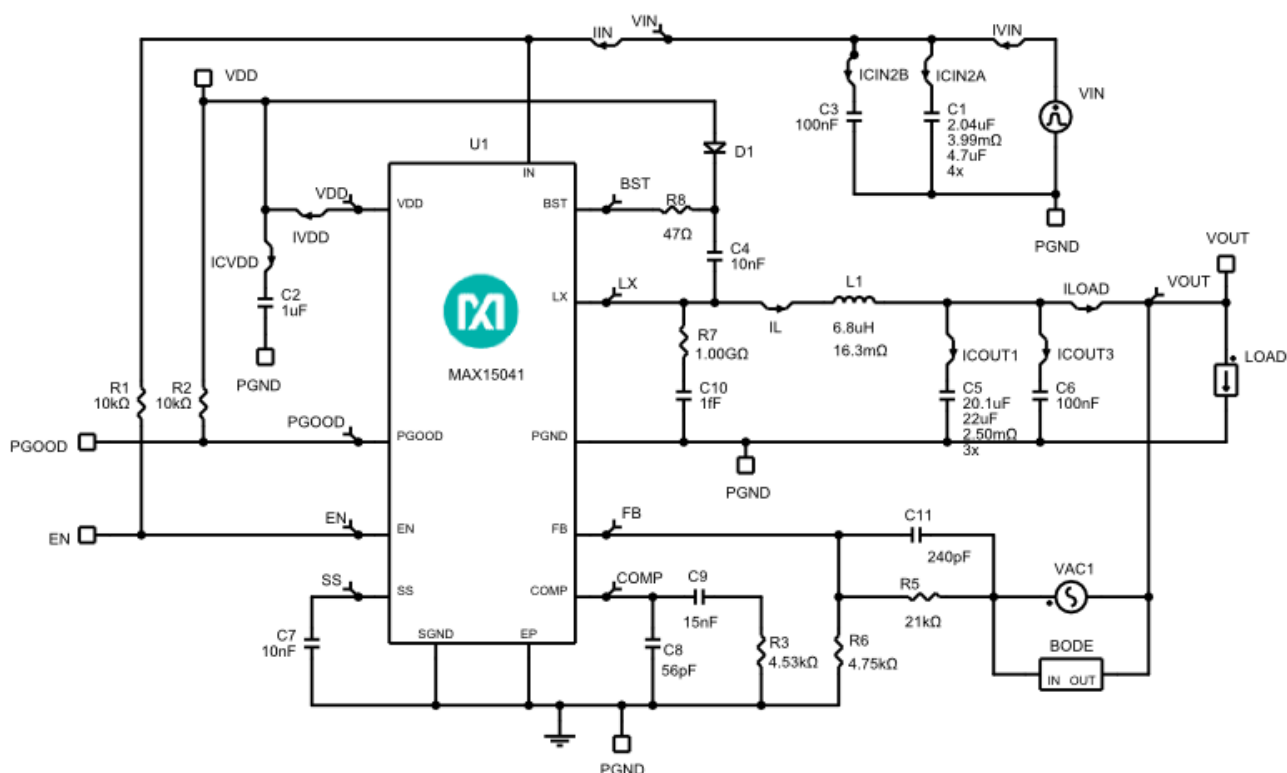 IIN
VIN
IVIN
VDD
ICIN2B
ICIN2A
VIN
C3
100nF
C1
2.04uF
3.99mΩ
4.7uF
4x
U1
D1
IN
VDD
VDD
BST
BST
R8
47Ω
IVDD
PGND
VOUT
ICVDD
C4
10nF
C2
1uF
LX
LX
L1
ILOAD
VOUT
IL
6.8uH
16.3mΩ
R7
1.00GΩ
ICOUT1
ICOUT3
LOAD
PGND
MAX15041
R1
10kΩ
R2
10kΩ
C10
1fF
C5
20.1uF
22uF
2.50mΩ
3x
C6
100nF
PGOOD
PGOOD
PGOOD
PGND
PGND
EN
EN
EN
FB
FB
C11
240pF
SS
SS
COMP
COMP
C9
15nF
R5
21kΩ
VAC1
C7
10nF
SGND
EP
C8
56pF
R3
4.53kΩ
R6
4.75kΩ
BODE
IN OUT
PGND